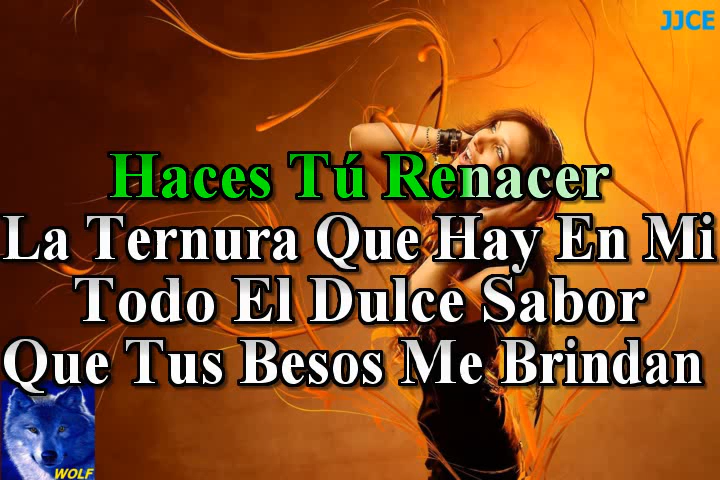 JJCE
Haces Tú Renacer
La Ternura Que Hay En Mi
Todo El Dulce Sabor
Que Tus Besos Me Brindan
WOLF